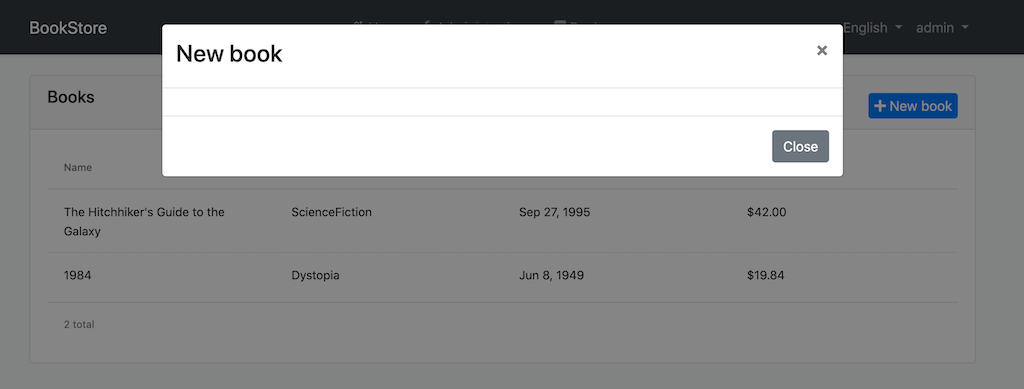 BookStore
English
admin
New book
×
Books
New book
Close
Name
The Hitchhiker's Guide to the
Galaxy
ScienceFiction
Sep 27, 1995
$42.00
1984
Dystopia
Jun 8, 1949
$19.84
2 total